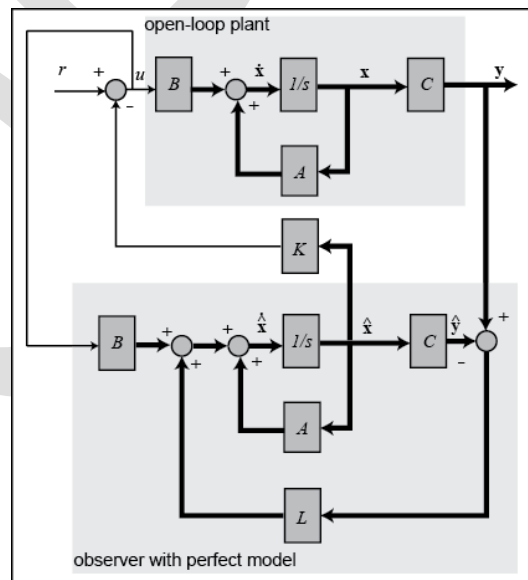 open-loop plant
r + u B + ẋ 1/s x C y
- +
A
K
B + + x̂̇ 1/s x̂ C ŷ +
+ + -
A
L
observer with perfect model